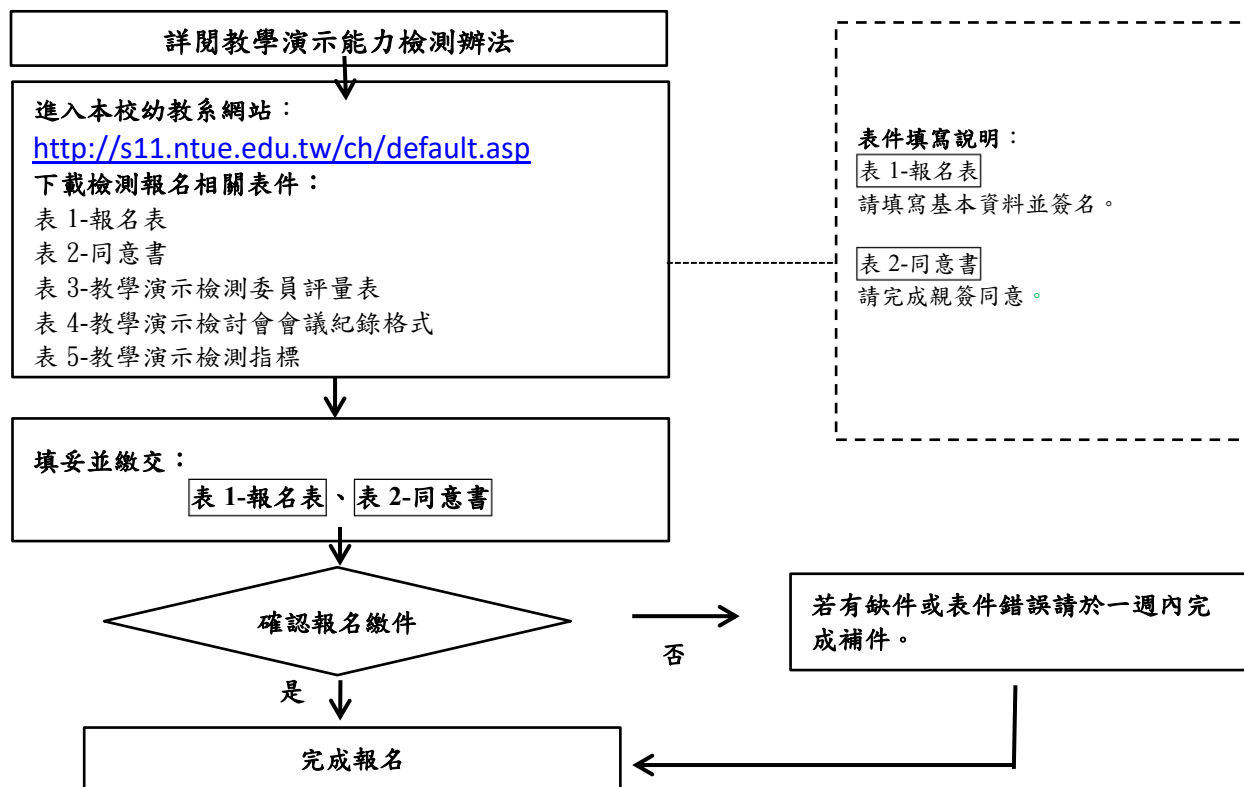 詳閱教學演示能力檢測辦法
進入本校幼教系網站：
http://s11.ntue.edu.tw/ch/default.asp
下載檢測報名相關表件：
表 1-報名表
表 2-同意書
表 3-教學演示檢測委員評量表
表 4-教學演示檢討會會議紀錄格式
表 5-教學演示檢測指標
表件填寫說明：
表 1-報名表
請填寫基本資料並簽名。
表 2-同意書
請完成親簽同意。
填妥並繳交：
表 1-報名表、表 2-同意書
確認報名繳件
否
若有缺件或表件錯誤請於一週內完
成補件。
是
完成報名